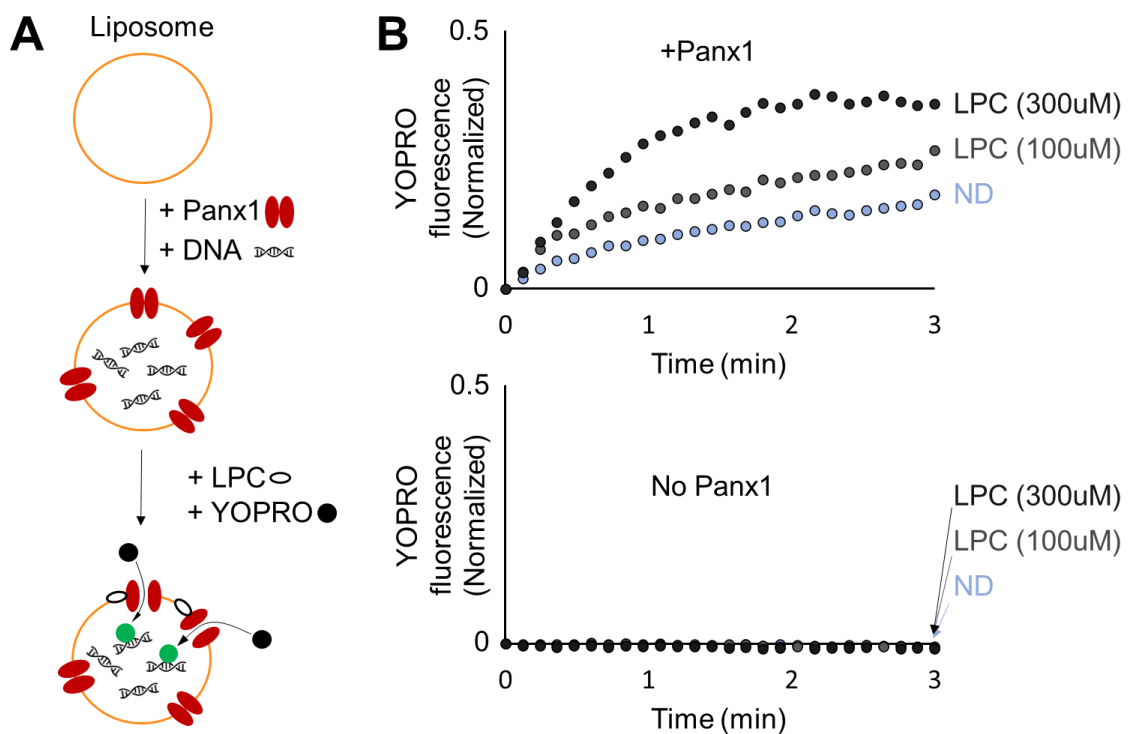 A
Liposome
+ Panx1
+ DNA
+ LPC
+ YOPRO
B
YOPRO
fluorescence
(Normalized)
0.5
0
+Panx1
LPC (300uM)
LPC (100uM)
ND
0 1 2 3
Time (min)
YOPRO
fluorescence
(Normalized)
0.5
0
No Panx1
LPC (300uM)
LPC (100uM)
ND
0 1 2 3
Time (min)